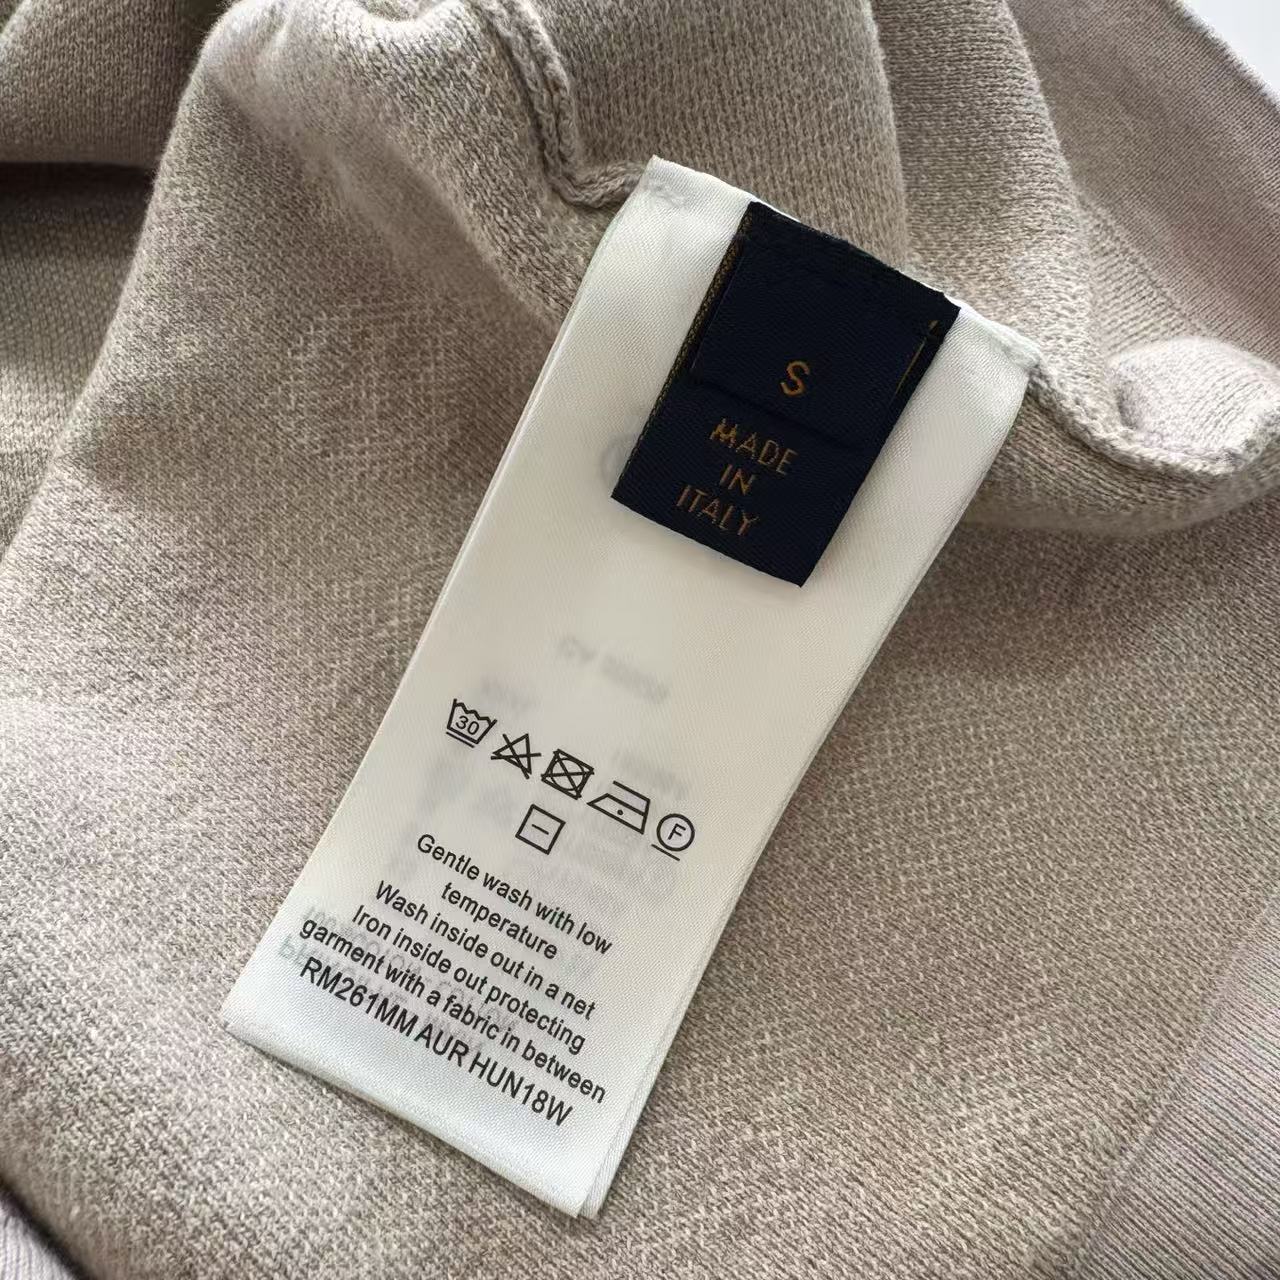 S
MADE
IN
ITALY
30
F
Gentle wash with low
temperature
Wash inside out in a net
Iron inside out protecting
garment with a fabric in between
RM261MM AUR HUN18W